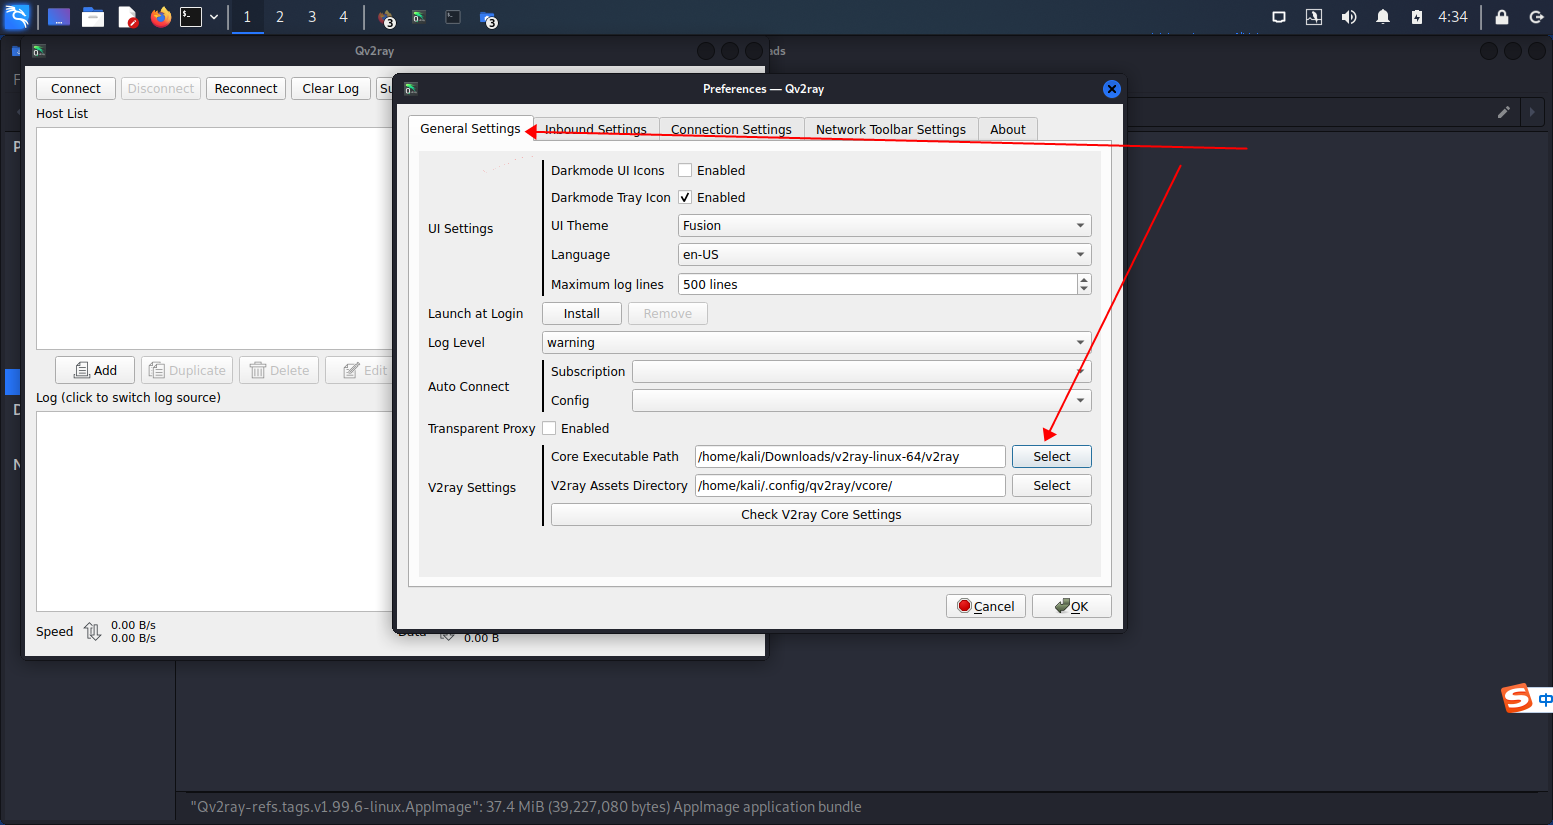 1 2 3 4 3 3 4:34
Qv2ray
ads
Connect Disconnect Reconnect Clear Log Su
Host List
Add Duplicate Delete Edit
Log (click to switch log source)
Speed 0.00 B/s
0.00 B/s
Data
0.00 B
Preferences — Qv2ray
General Settings Inbound Settings Connection Settings Network Toolbar Settings About
UI Settings
Darkmode UI Icons Enabled
Darkmode Tray Icon Enabled
UI Theme Fusion
Language en-US
Maximum log lines 500 lines
Launch at Login Install Remove
Log Level warning
Auto Connect
Subscription
Config
Transparent Proxy Enabled
V2ray Settings
Core Executable Path /home/kali/Downloads/v2ray-linux-64/v2ray Select
V2ray Assets Directory /home/kali/.config/qv2ray/vcore/ Select
Check V2ray Core Settings
Cancel OK
S 中
"Qv2ray-refs.tags.v1.99.6-linux.AppImage": 37.4 MiB (39,227,080 bytes) AppImage application bundle